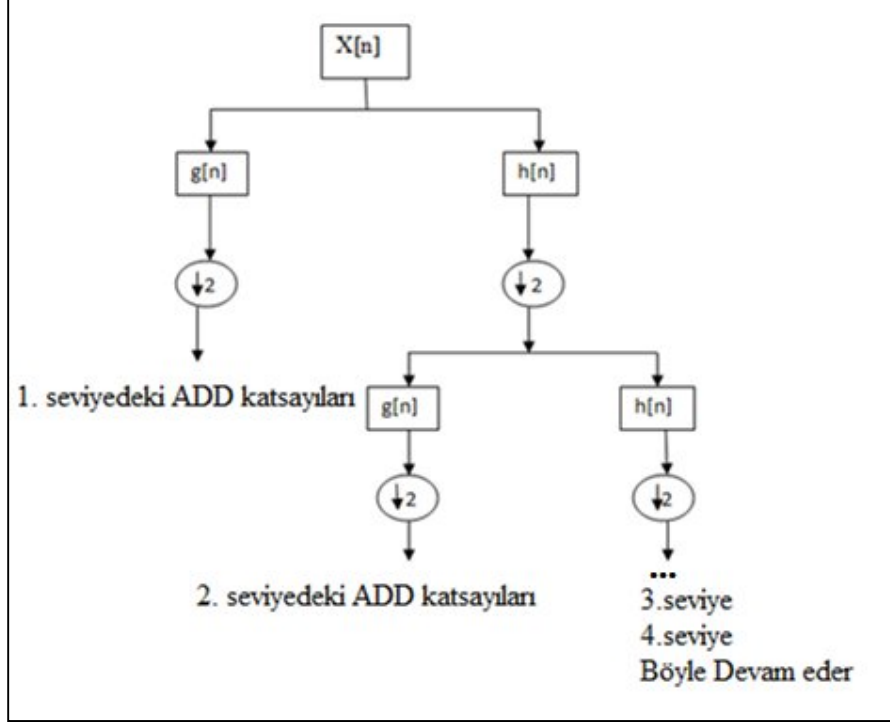 X[n]
g[n]
h[n]
2
2
1. seviyedeki ADD katsayıları
g[n]
h[n]
2
2
2. seviyedeki ADD katsayıları
...
3.seviye
4.seviye
Böyle Devam eder